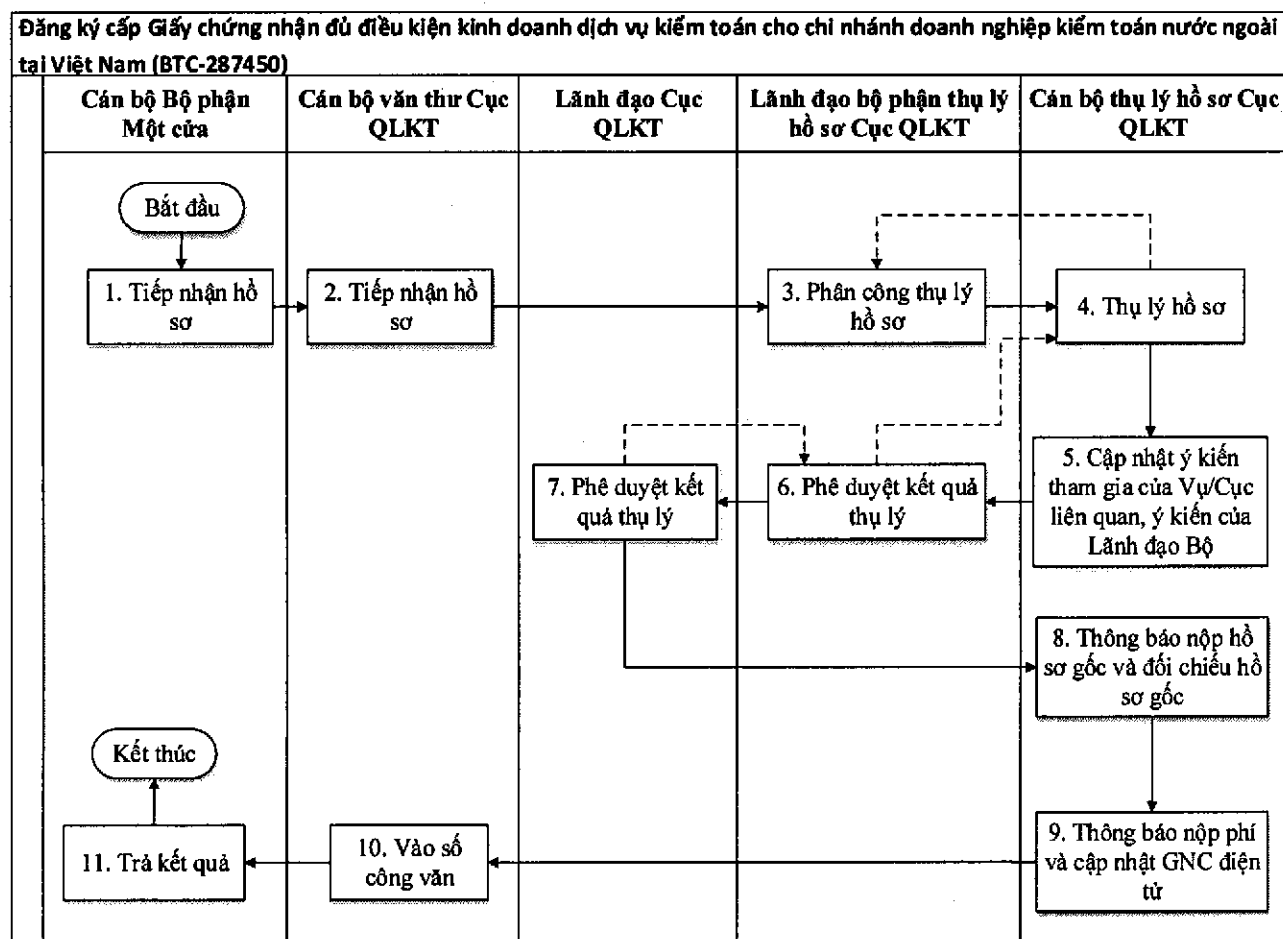 Đăng ký cấp Giấy chứng nhận đủ điều kiện kinh doanh dịch vụ kiểm toán cho chi nhánh doanh nghiệp kiểm toán nước ngoài
tại Việt Nam (BTC-287450)
Cán bộ Bộ phận
Một cửa
Cán bộ văn thư Cục
QLKT
Lãnh đạo Cục
QLKT
Lãnh đạo bộ phận thụ lý
hồ sơ Cục QLKT
Cán bộ thụ lý hồ sơ Cục
QLKT
Bắt đầu
1. Tiếp nhận hồ
sơ
2. Tiếp nhận hồ
sơ
3. Phân công thụ lý
hồ sơ
4. Thụ lý hồ sơ
7. Phê duyệt kết
quả thụ lý
6. Phê duyệt kết quả
thụ lý
5. Cập nhật ý kiến
tham gia của Vụ/Cục
liên quan, ý kiến của
Lãnh đạo Bộ
8. Thông báo nộp hồ
sơ gốc và đối chiếu hồ
sơ gốc
Kết thúc
11. Trả kết quả
10. Vào số
công văn
9. Thông báo nộp phí
và cập nhật GNC điện
tử